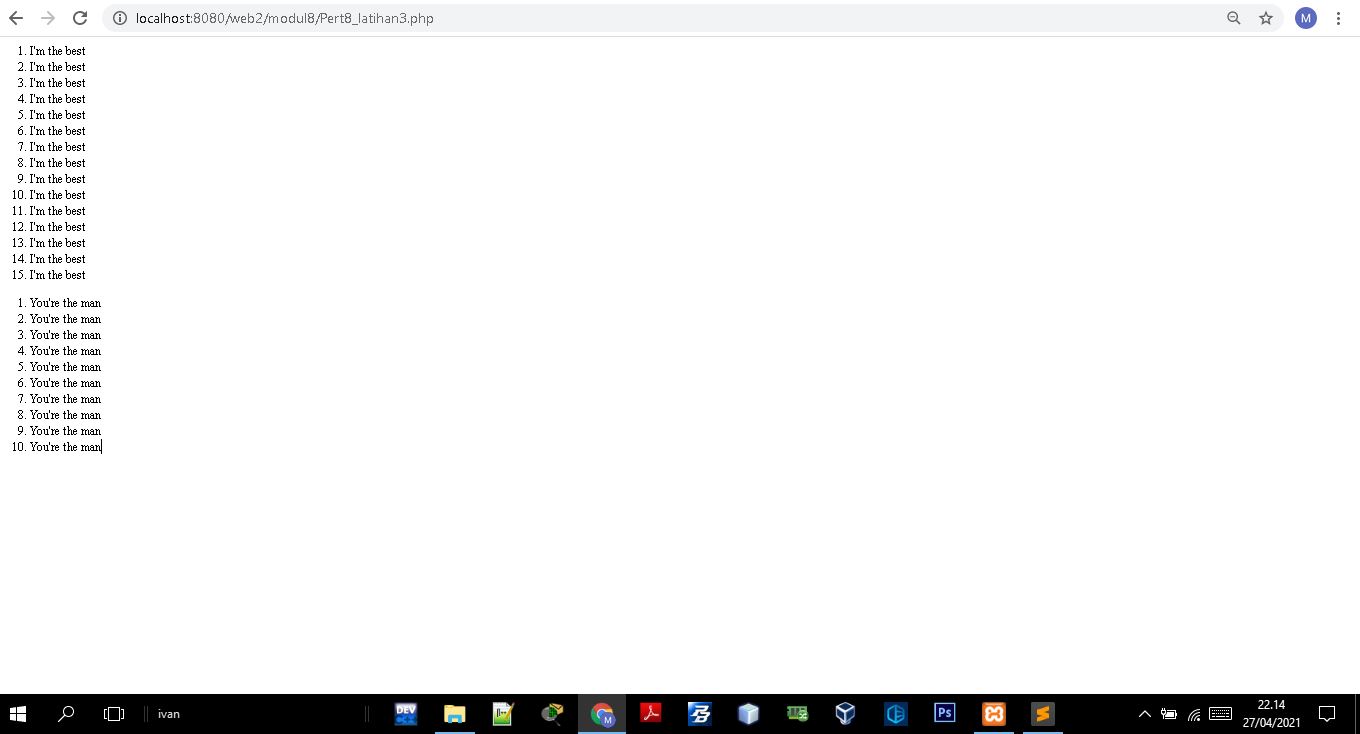 localhost:8080/web2/modul8/Pert8_latihan3.php
M
1. I'm the best
2. I'm the best
3. I'm the best
4. I'm the best
5. I'm the best
6. I'm the best
7. I'm the best
8. I'm the best
9. I'm the best
10. I'm the best
11. I'm the best
12. I'm the best
13. I'm the best
14. I'm the best
15. I'm the best
1. You're the man
2. You're the man
3. You're the man
4. You're the man
5. You're the man
6. You're the man
7. You're the man
8. You're the man
9. You're the man
10. You're the man
ivan
DEV
M
Ps
22.14
27/04/2021